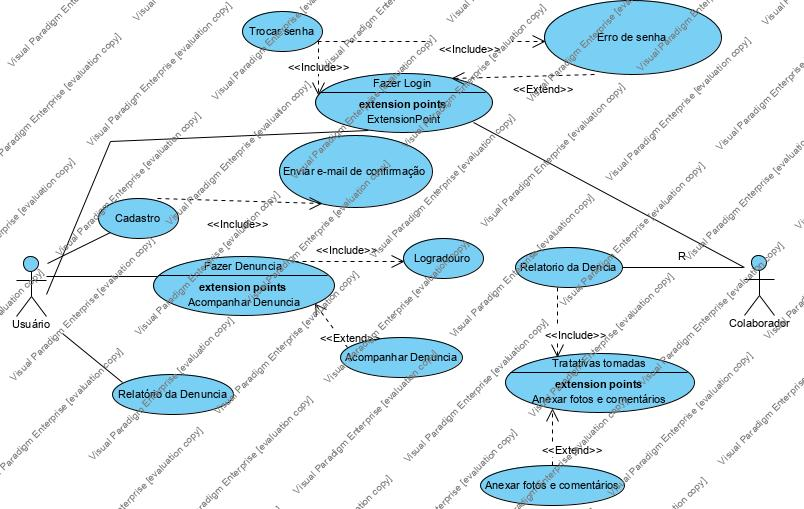 Trocar senha
<<Include>>
Erro de senha
<<Include>>
<<Extend>>
Fazer Login
extension points
ExtensionPoint
Enviar e-mail de confirmação
Cadastro
<<Include>>
Fazer Denuncia
extension points
Acompanhar Denuncia
<<Include>>
Logradouro
Relatorio da Dencia
R
Usuário
Colaborador
<<Extend>>
Acompanhar Denuncia
<<Include>>
Tratativas tomadas
extension points
Anexar fotos e comentários
Relatório da Denuncia
<<Extend>>
Anexar fotos e comentários
Visual Paradigm Enterprise [evaluation copy]